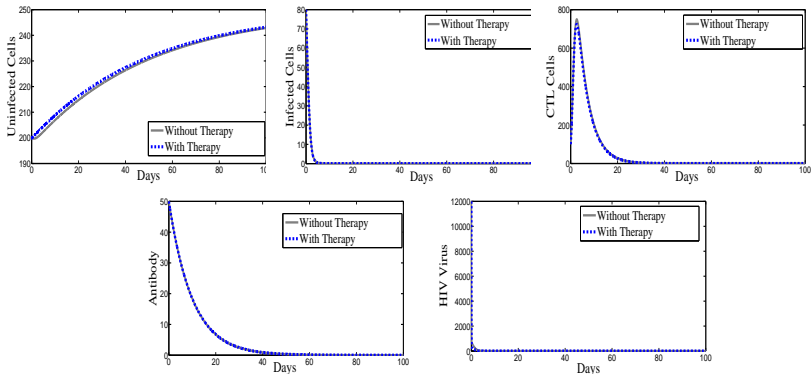 Uninfected Cells
250
240
230
220
210
200
190
0 20 40 60 80 100
Days
Without Therapy
With Therapy
Infected Cells
80
70
60
50
40
30
20
10
0
0 20 40 60 80
Days
Without Therapy
With Therapy
CTL Cells
800
600
400
200
0
0 20 40 60 80 100
Days
Without Therapy
With Therapy
Antibody
50
40
30
20
10
0
0 20 40 60 80 100
Days
Without Therapy
With Therapy
HIV Virus
12000
10000
8000
6000
4000
2000
0
0 20 40 60 80 100
Days
Without Therapy
With Therapy